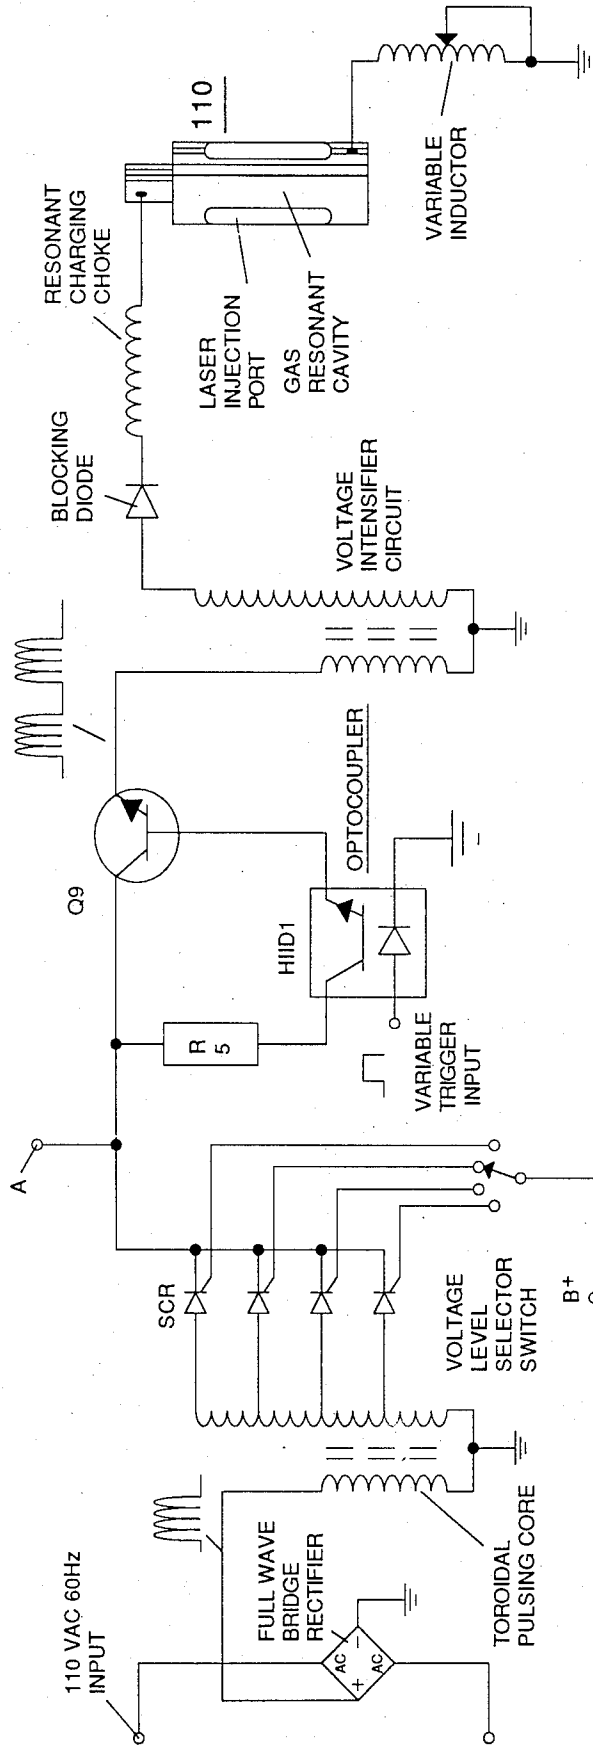 110 VAC 60Hz
INPUT
FULL WAVE
BRIDGE
RECTIFIER
AC
AC
+
−
TOROIDAL
PULSING CORE
SCR
VOLTAGE
LEVEL
SELECTOR
SWITCH
B+
A
R
5
VARIABLE
TRIGGER
INPUT
HIID1
OPTOCOUPLER
Q9
VOLTAGE
INTENSIFIER
CIRCUIT
BLOCKING
DIODE
RESONANT
CHARGING
CHOKE
LASER
INJECTION
PORT
GAS
RESONANT
CAVITY
110
VARIABLE
INDUCTOR